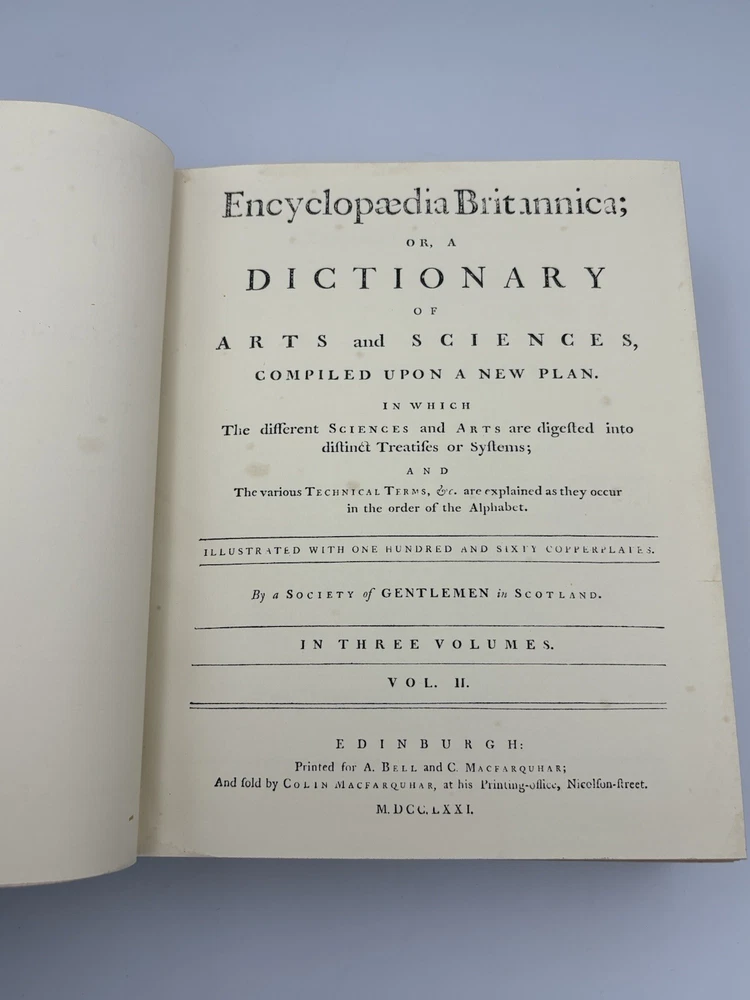 Encyclopædia Britannica;
OR, A
DICTIONARY
OF
ARTS and SCIENCES,
COMPILED UPON A NEW PLAN.
IN WHICH
The different SCIENCES and ARTS are digeſted into
diſtinct Treatiſes or Syſtems;
AND
The various TECHNICAL TERMS, &c. are explained as they occur
in the order of the Alphabet.
ILLUSTRATED WITH ONE HUNDRED AND SIXTY COPPERPLATES.
By a SOCIETY of GENTLEMEN in SCOTLAND.
IN THREE VOLUMES.
VOL. II.
EDINBURGH:
Printed for A. BELL and C. MACFARQUHAR;
And ſold by COLIN MACFARQUHAR, at his Printing-office, Nicolſon-ſtreet.
M.DCC.LXXI.